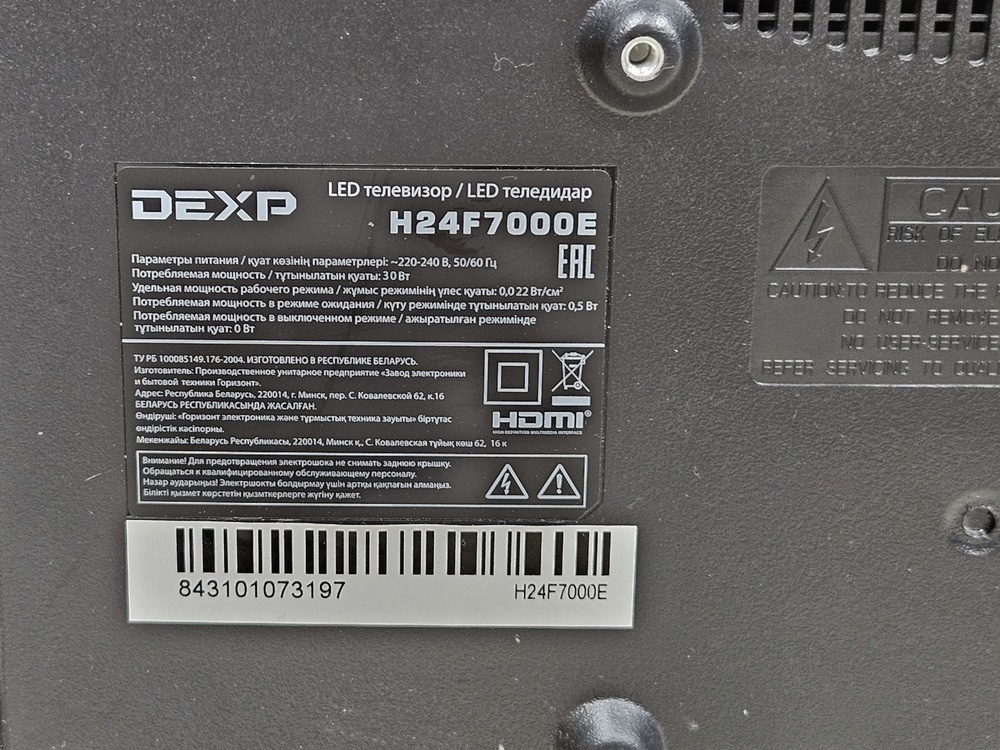 DEXP
LED телевизор / LED теледидар
H24F7000E
EAC
Параметры питания / қуат көзінің параметрлері: ~220-240 В, 50/60 Гц
Потребляемая мощность / тұтынылатын қуаты: 30 Вт
Удельная мощность рабочего режима / жұмыс режимінің үлес қуаты: 0,022 Вт/см²
Потребляемая мощность в режиме ожидания / күту режимінде тұтынылатын қуат: 0,5 Вт
Потребляемая мощность в выключенном режиме / ажыратылған режимінде
тұтынылатын қуат: 0 Вт
ТУ РБ 100085149.176-2004. ИЗГОТОВЛЕНО В РЕСПУБЛИКЕ БЕЛАРУСЬ.
Изготовитель: Производственное унитарное предприятие «Завод электроники
и бытовой техники Горизонт».
Адрес: Республика Беларусь, 220014, г. Минск, пер. С. Ковалевской 62, к.16
БЕЛАРУСЬ РЕСПУБЛИКАСЫНДА ЖАСАЛҒАН.
Өндіруші: «Горизонт электроника және тұрмыстық техника зауыты» біртұтас
өндірістік кәсіпорны.
Мекенжайы: Беларусь Республикасы, 220014, Минск қ., С. Ковалевская тұйық көш 62, 16 к
HDMI®
HIGH-DEFINITION MULTIMEDIA INTERFACE
Внимание! Для предотвращения электрошока не снимать заднюю крышку.
Обращаться к квалифицированному обслуживающему персоналу.
Назар аударыңыз! Электршокты болдырмау үшін артқы қақпағын алмаңыз.
Білікті қызмет көрсетін қызметкерлерге жүгіну қажет.
843101073197
H24F7000E
CAU
RISK OF EL
DO NO
CAUTION:TO REDUCE THE
DO NOT REMOVE
NO USER-SERVICE
REFER SERVICING TO QUAL